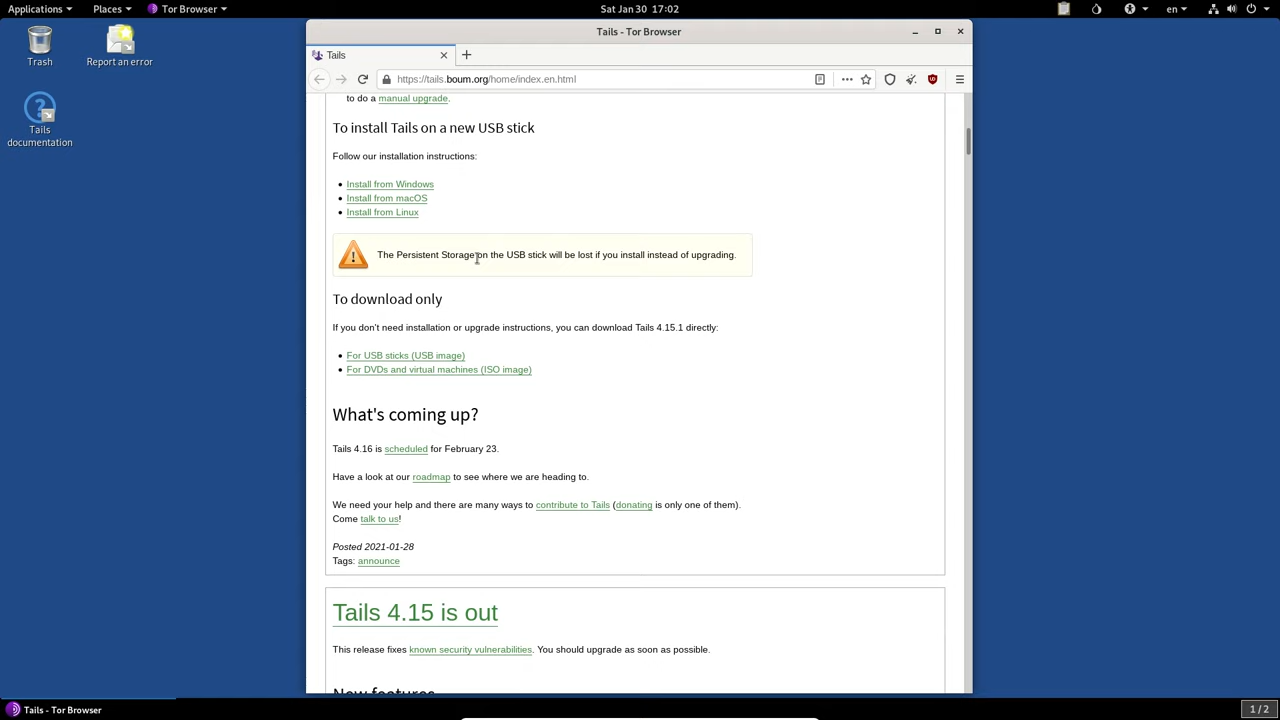 Applications
Places
Tor Browser
Sat Jan 30 17:02
en
Trash
Report an error
Tails documentation
Tails - Tor Browser
Tails
https://tails.boum.org/home/index.en.html
to do a manual upgrade.
To install Tails on a new USB stick
Follow our installation instructions:
Install from Windows
Install from macOS
Install from Linux
The Persistent Storage on the USB stick will be lost if you install instead of upgrading.
To download only
If you don't need installation or upgrade instructions, you can download Tails 4.15.1 directly:
For USB sticks (USB image)
For DVDs and virtual machines (ISO image)
What's coming up?
Tails 4.16 is scheduled for February 23.
Have a look at our roadmap to see where we are heading to.
We need your help and there are many ways to contribute to Tails (donating is only one of them).
Come talk to us!
Posted 2021-01-28
Tags: announce
Tails 4.15 is out
This release fixes known security vulnerabilities. You should upgrade as soon as possible.
New features
Tails - Tor Browser
1 / 2